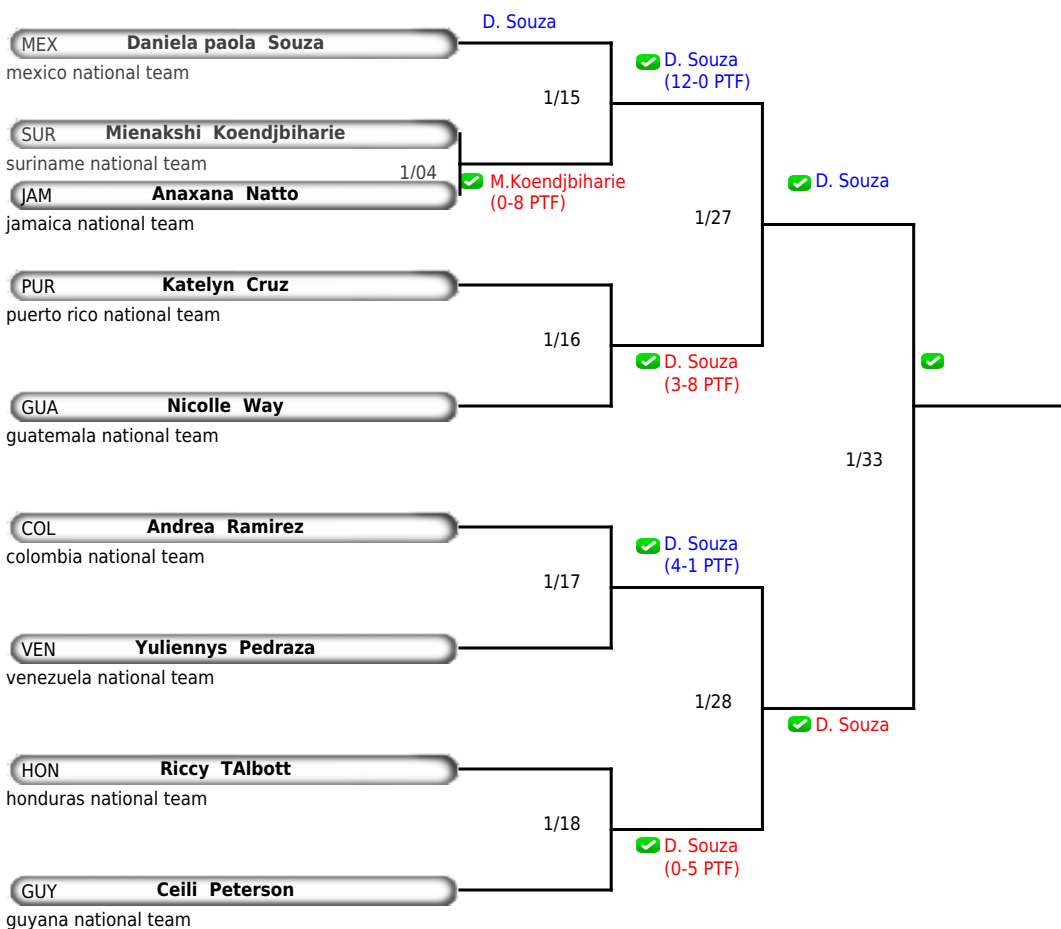 D. Souza
MEX Daniela paola Souza
mexico national team
D. Souza
(12-0 PTF)
1/15
SUR Mienakshi Koendjbiharie
suriname national team
1/04
M.Koendjbiharie
(0-8 PTF)
JAM Anaxana Natto
jamaica national team
D. Souza
1/27
PUR Katelyn Cruz
puerto rico national team
1/16
D. Souza
(3-8 PTF)
GUA Nicolle Way
guatemala national team
1/33
COL Andrea Ramirez
colombia national team
D. Souza
(4-1 PTF)
1/17
VEN Yuliennys Pedraza
venezuela national team
1/28
D. Souza
HON Riccy TAlbott
honduras national team
1/18
D. Souza
(0-5 PTF)
GUY Ceili Peterson
guyana national team